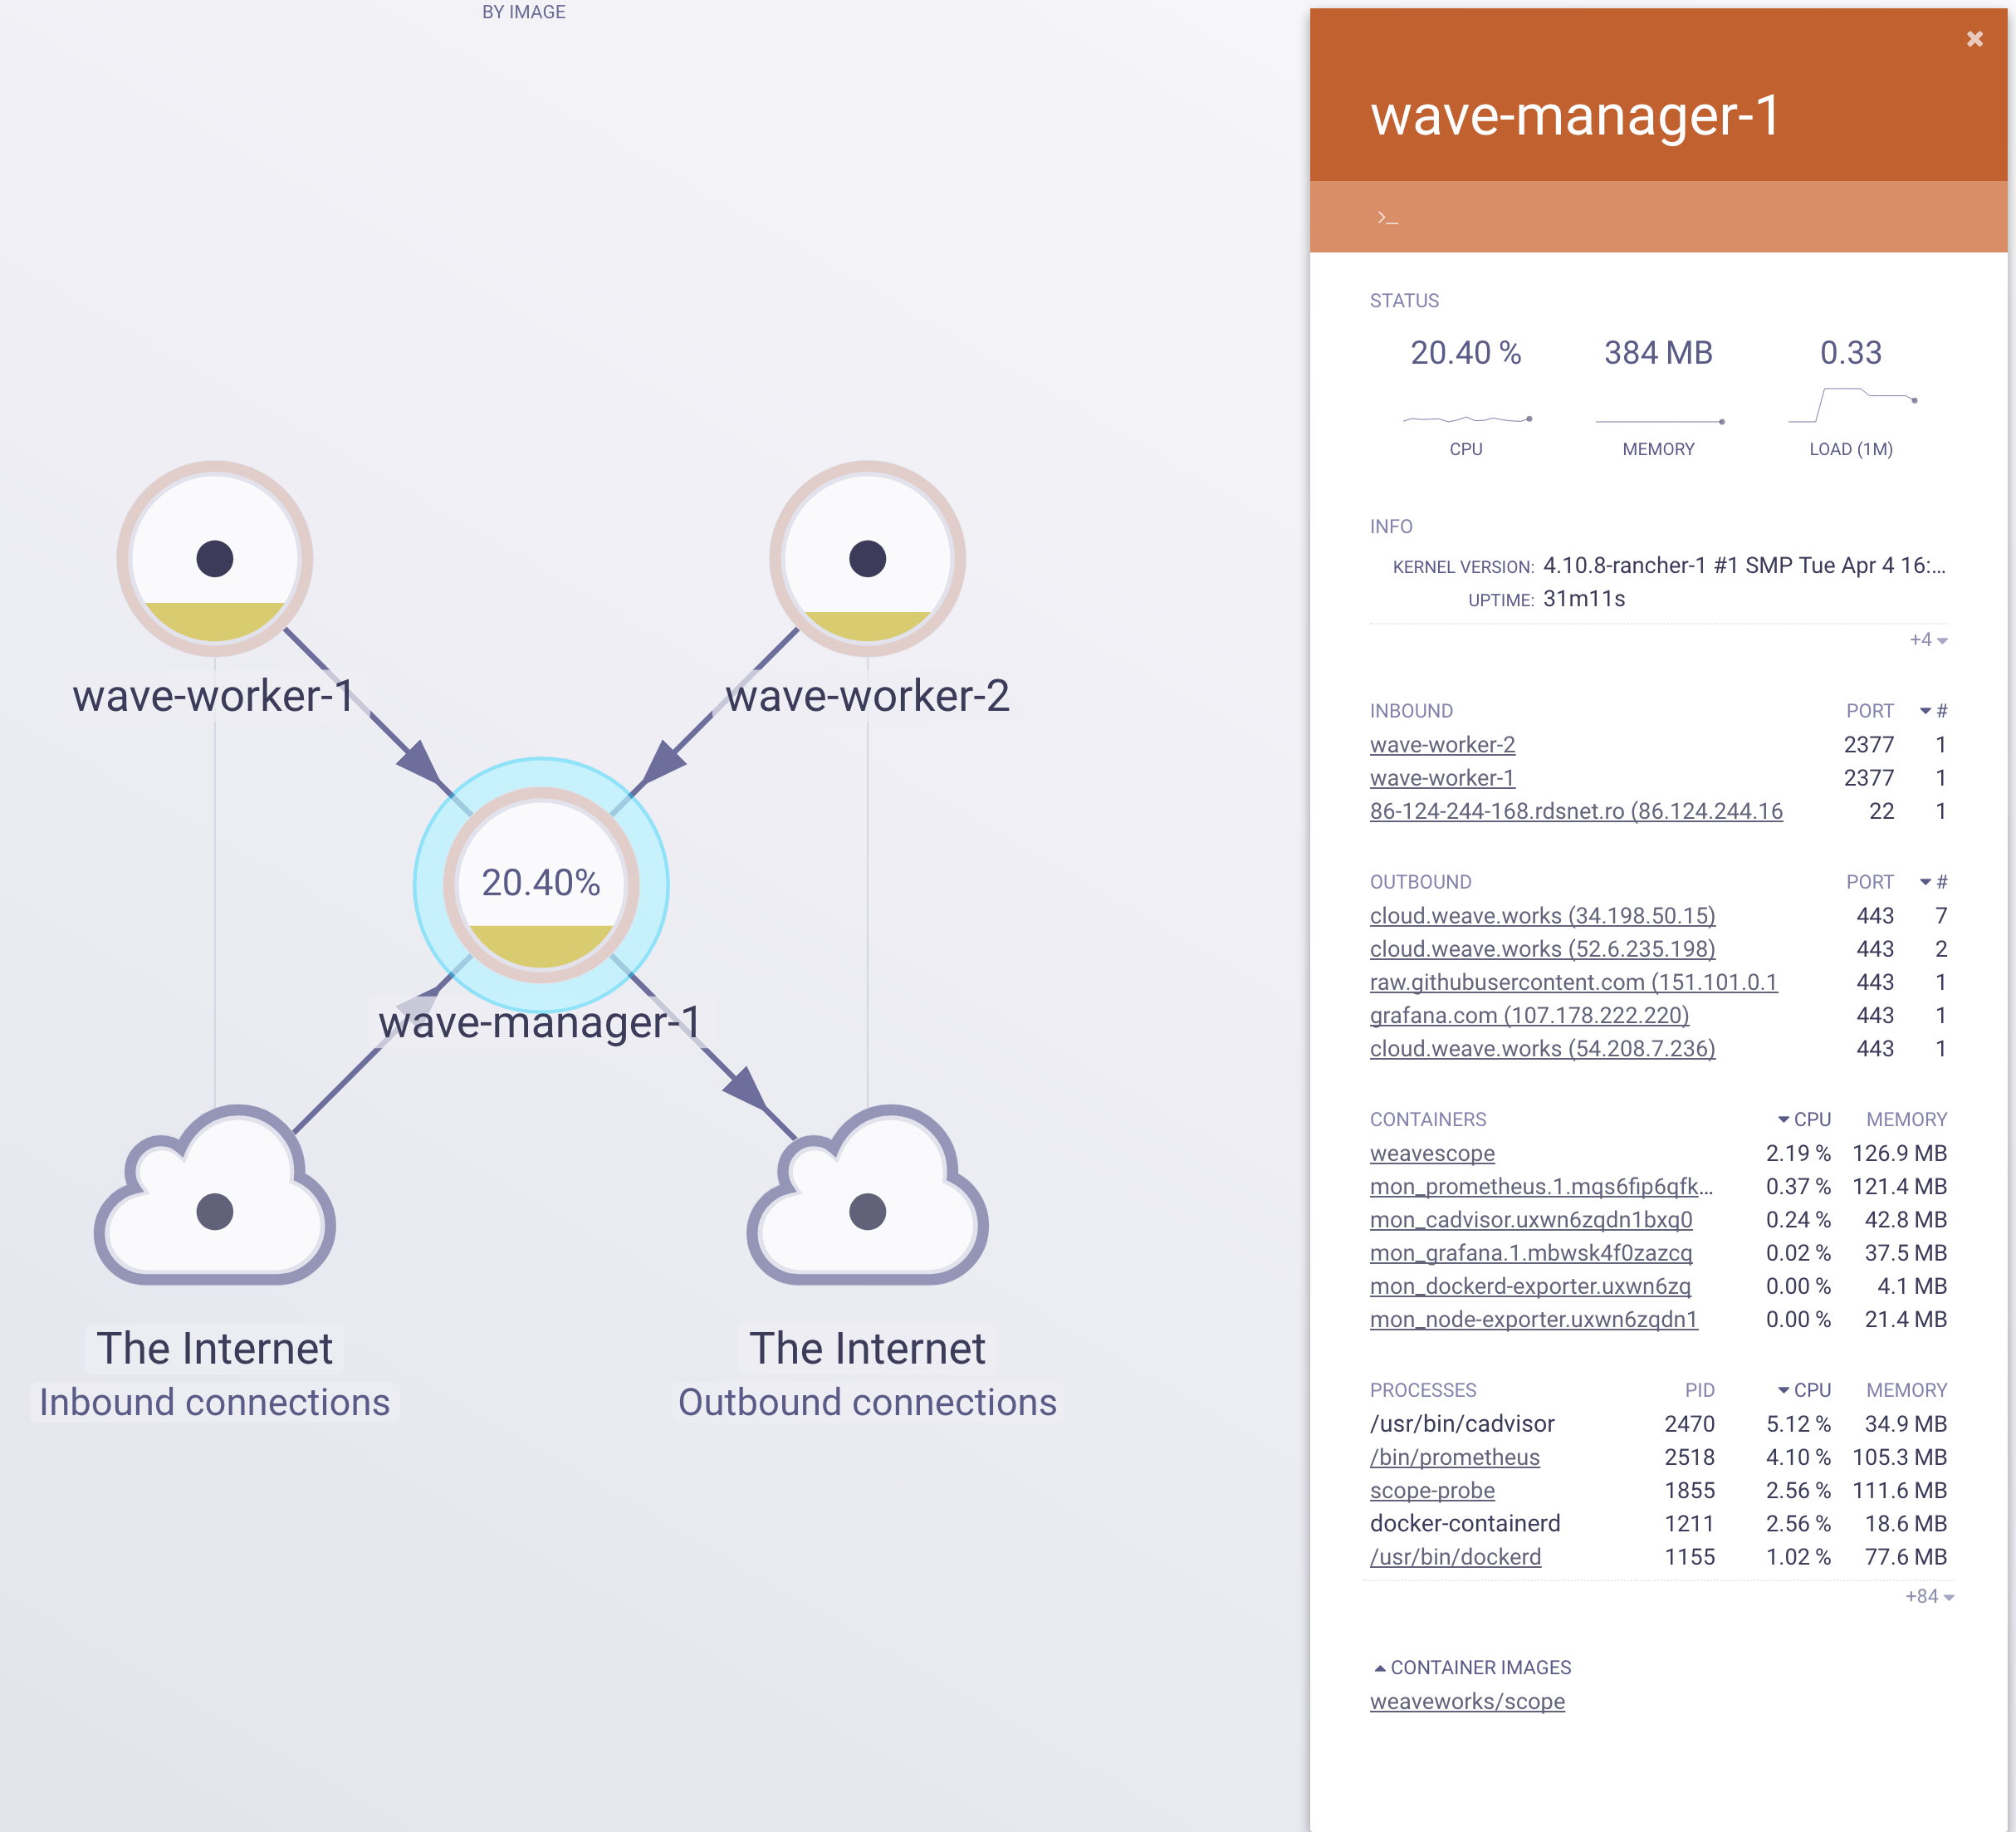 BY IMAGE
wave-worker-1
wave-worker-2
20.40%
wave-manager-1
The Internet
Inbound connections
The Internet
Outbound connections
wave-manager-1
>_
STATUS
20.40 % 384 MB 0.33
CPU MEMORY LOAD (1M)
INFO
KERNEL VERSION: 4.10.8-rancher-1 #1 SMP Tue Apr 4 16:...
UPTIME: 31m11s
+4
INBOUND PORT #
wave-worker-2 2377 1
wave-worker-1 2377 1
86-124-244-168.rdsnet.ro (86.124.244.16 22 1
OUTBOUND PORT #
cloud.weave.works (34.198.50.15) 443 7
cloud.weave.works (52.6.235.198) 443 2
raw.githubusercontent.com (151.101.0.1 443 1
grafana.com (107.178.222.220) 443 1
cloud.weave.works (54.208.7.236) 443 1
CONTAINERS CPU MEMORY
weavescope 2.19 % 126.9 MB
mon_prometheus.1.mqs6fip6qfk... 0.37 % 121.4 MB
mon_cadvisor.uxwn6zqdn1bxq0 0.24 % 42.8 MB
mon_grafana.1.mbwsk4f0zazcq 0.02 % 37.5 MB
mon_dockerd-exporter.uxwn6zq 0.00 % 4.1 MB
mon_node-exporter.uxwn6zqdn1 0.00 % 21.4 MB
PROCESSES PID CPU MEMORY
/usr/bin/cadvisor 2470 5.12 % 34.9 MB
/bin/prometheus 2518 4.10 % 105.3 MB
scope-probe 1855 2.56 % 111.6 MB
docker-containerd 1211 2.56 % 18.6 MB
/usr/bin/dockerd 1155 1.02 % 77.6 MB
+84
CONTAINER IMAGES
weaveworks/scope